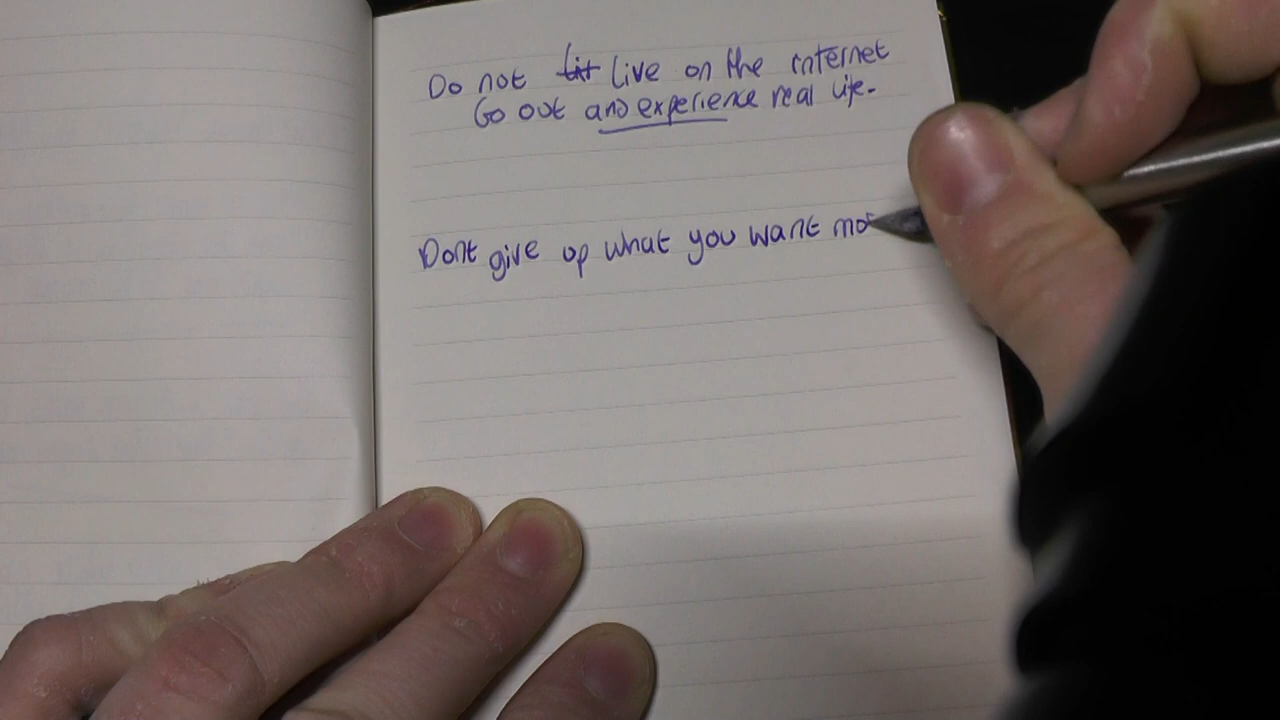 Do not live on the internet
Go out and experience real life.
Dont give up what you want mo